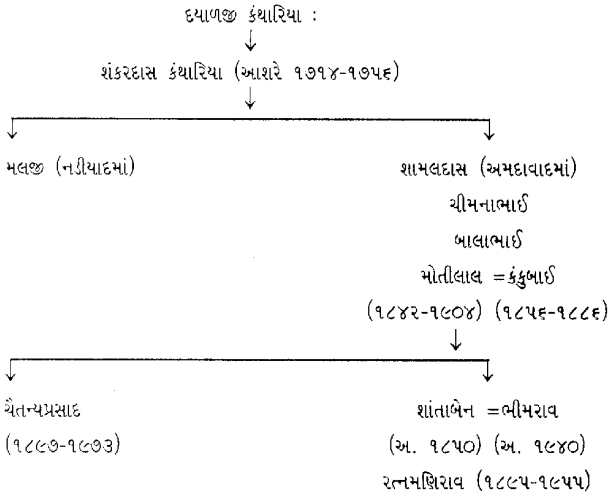 દયાળજી કંથારિયા :
શંકરદાસ કંથારિયા (આશરે ૧૭૧૪-૧૭૫૬)
મલજી (નડીયાદમાં) શામલદાસ (અમદાવાદમાં)
ચીમનાભાઈ
બાલાભાઈ
મોતીલાલ =કંકુબાઈ
(૧૮૪૨-૧૯૦૪) (૧૮૫૬-૧૮૮૬)
ચૈતન્યપ્રસાદ શાંતાબેન =ભીમરાવ
(૧૮૯૭-૧૯૭૩) (અ. ૧૮૫૦) (અ. ૧૯૪૦)
રત્નમણિરાવ (૧૮૯૫-૧૯૫૫)